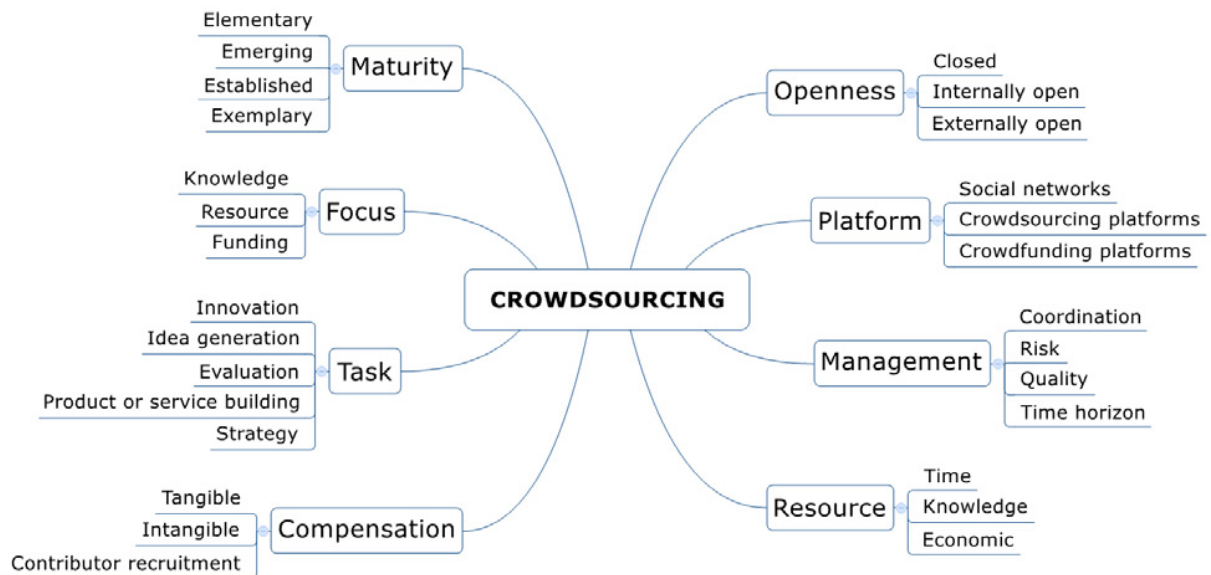 Elementary
Emerging
Established
Exemplary
Maturity
Knowledge
Resource
Funding
Focus
Innovation
Idea generation
Evaluation
Product or service building
Strategy
Task
Tangible
Intangible
Contributor recruitment
Compensation
CROWDSOURCING
Openness
Closed
Internally open
Externally open
Platform
Social networks
Crowdsourcing platforms
Crowdfunding platforms
Management
Coordination
Risk
Quality
Time horizon
Resource
Time
Knowledge
Economic